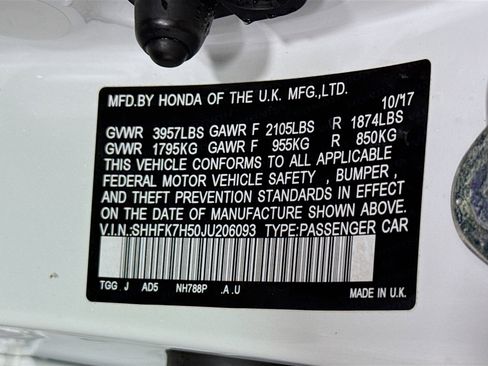 MFD.BY HONDA OF THE U.K. MFG.,LTD. 10/17
GVWR 3957LBS GAWR F 2105LBS R 1874LBS
GVWR 1795KG GAWR F 955KG R 850KG
THIS VEHICLE CONFORMS TO ALL APPLICABLE
FEDERAL MOTOR VEHICLE SAFETY , BUMPER ,
AND THEFT PREVENTION STANDARDS IN EFFECT
ON THE DATE OF MANUFACTURE SHOWN ABOVE.
V.I.N.:SHHFK7H50JU206093 TYPE:PASSENGER CAR
TGG J AD5 NH788P .A .U MADE IN U.K.